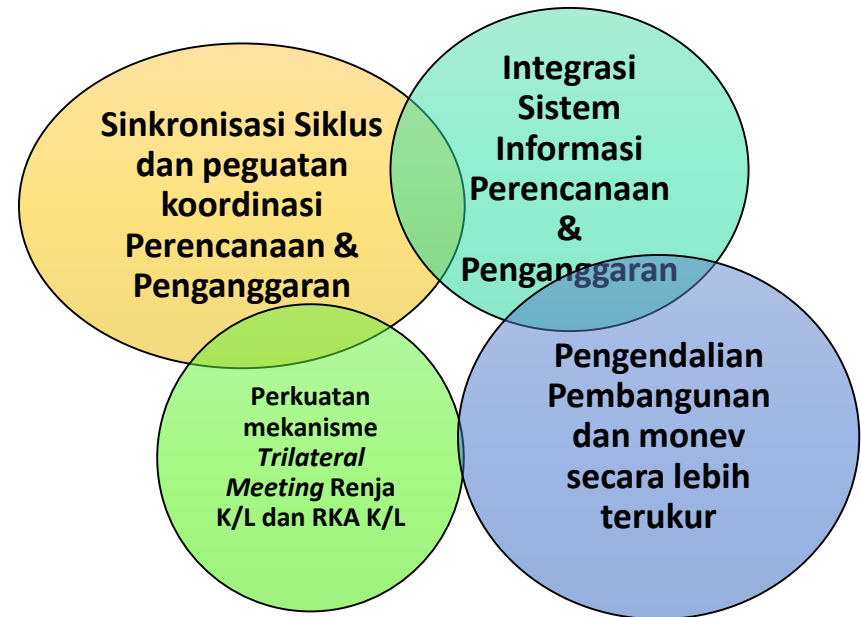 Sinkronisasi Siklus
dan peguatan
koordinasi
Perencanaan &
Penganggaran
Integrasi
Sistem
Informasi
Perencanaan
&
Penganggaran
Perkuatan
mekanisme
Trilateral
Meeting Renja
K/L dan RKA K/L
Pengendalian
Pembangunan
dan monev
secara lebih
terukur